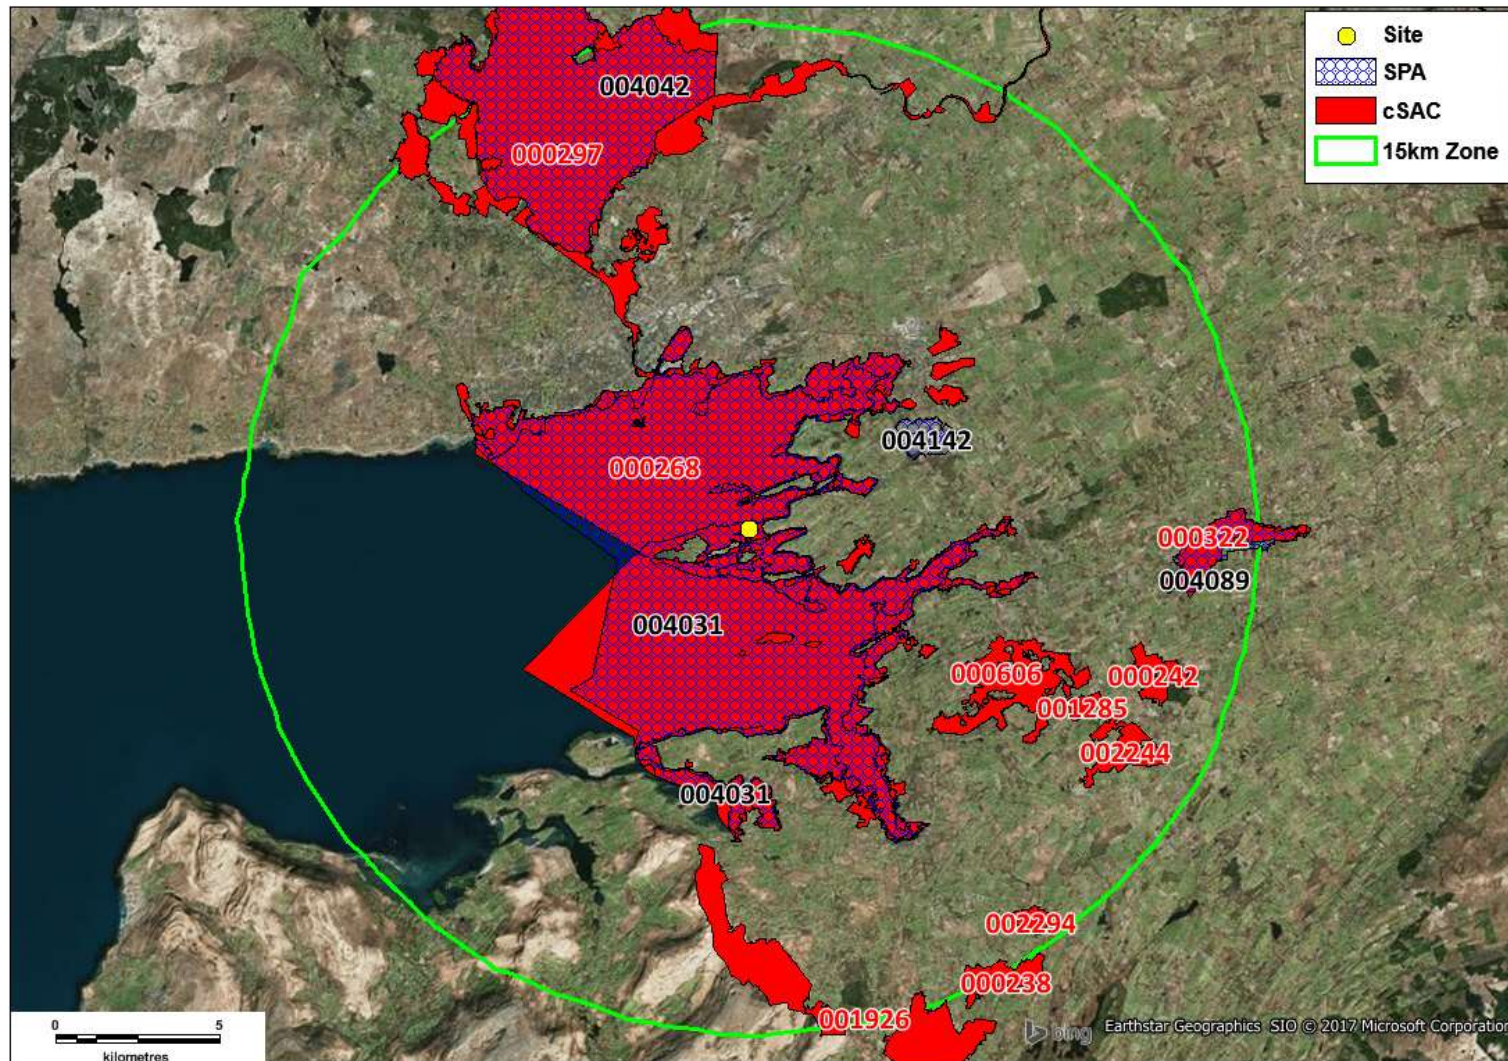 Site
SPA
cSAC
15km Zone
004042
000297
004142
000268
000322
004089
004031
000606
000242
001285
002244
004031
002294
000238
001926
0 5
kilometres
bing
Earthstar Geographics SIO © 2017 Microsoft Corporation